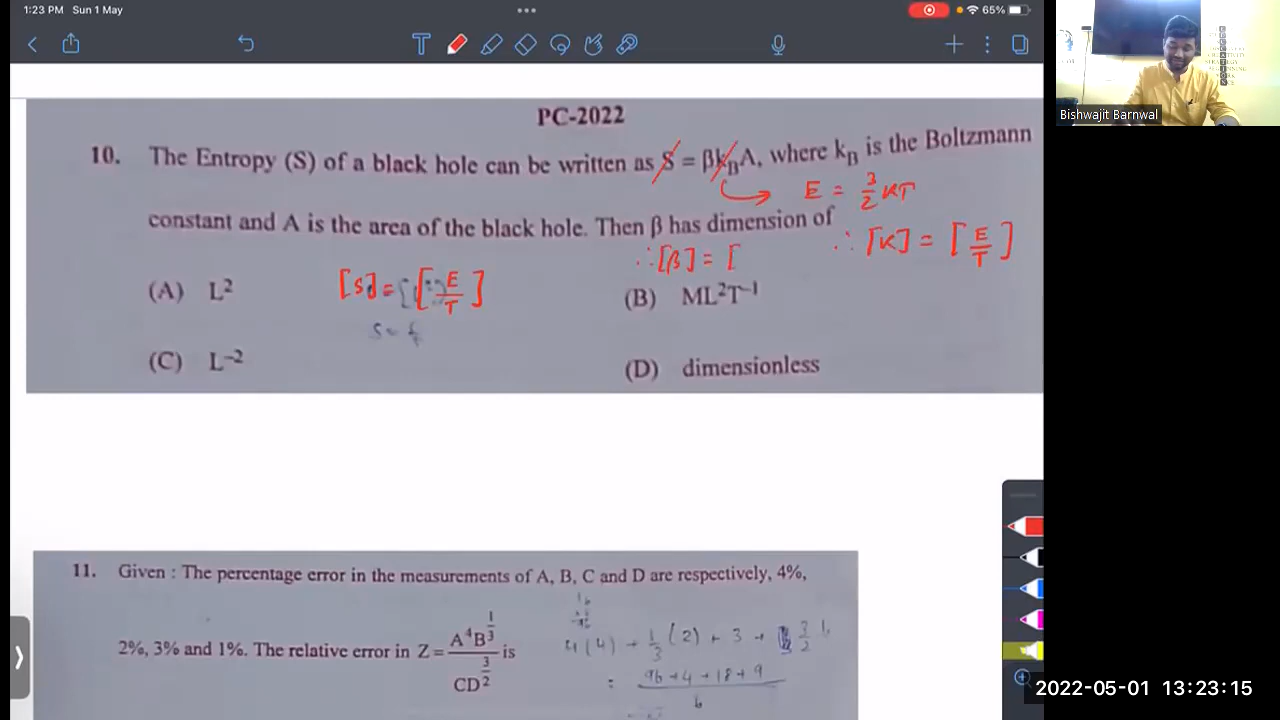 1:23 PM Sun 1 May
65%
Bishwajit Barnwal
PC-2022
10. The Entropy (S) of a black hole can be written as S = βk_BA, where k_B is the Boltzmann
E = 3/2 KT
constant and A is the area of the black hole. Then β has dimension of
∴ [K] = [E/T]
∴ [β] = [
(A) L²
[S] = [E/T]
(B) ML²T⁻¹
(C) L⁻²
(D) dimensionless
11. Given : The percentage error in the measurements of A, B, C and D are respectively, 4%,
2%, 3% and 1%. The relative error in Z = A⁴B^(1/3) / CD^(3/2) is
4(4) + 1/3 (2) + 3 + 3/2
96+4+18+9
6
2022-05-01 13:23:15